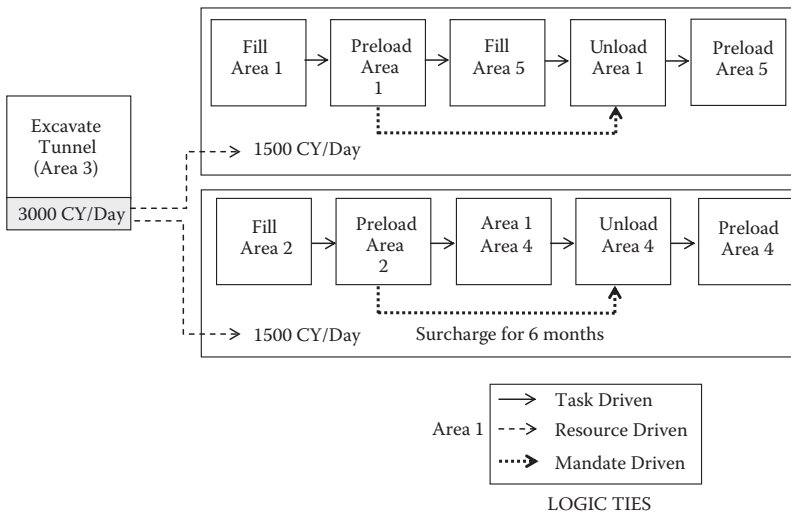 Fill
Area 1
Preload
Area
1
Fill
Area 5
Unload
Area 1
Preload
Area 5
Excavate
Tunnel
(Area 3)
3000 CY/Day
1500 CY/Day
Fill
Area 2
Preload
Area
2
Area 1
Area 4
Unload
Area 4
Preload
Area 4
1500 CY/Day
Surcharge for 6 months
Area 1
Task Driven
Resource Driven
Mandate Driven
LOGIC TIES